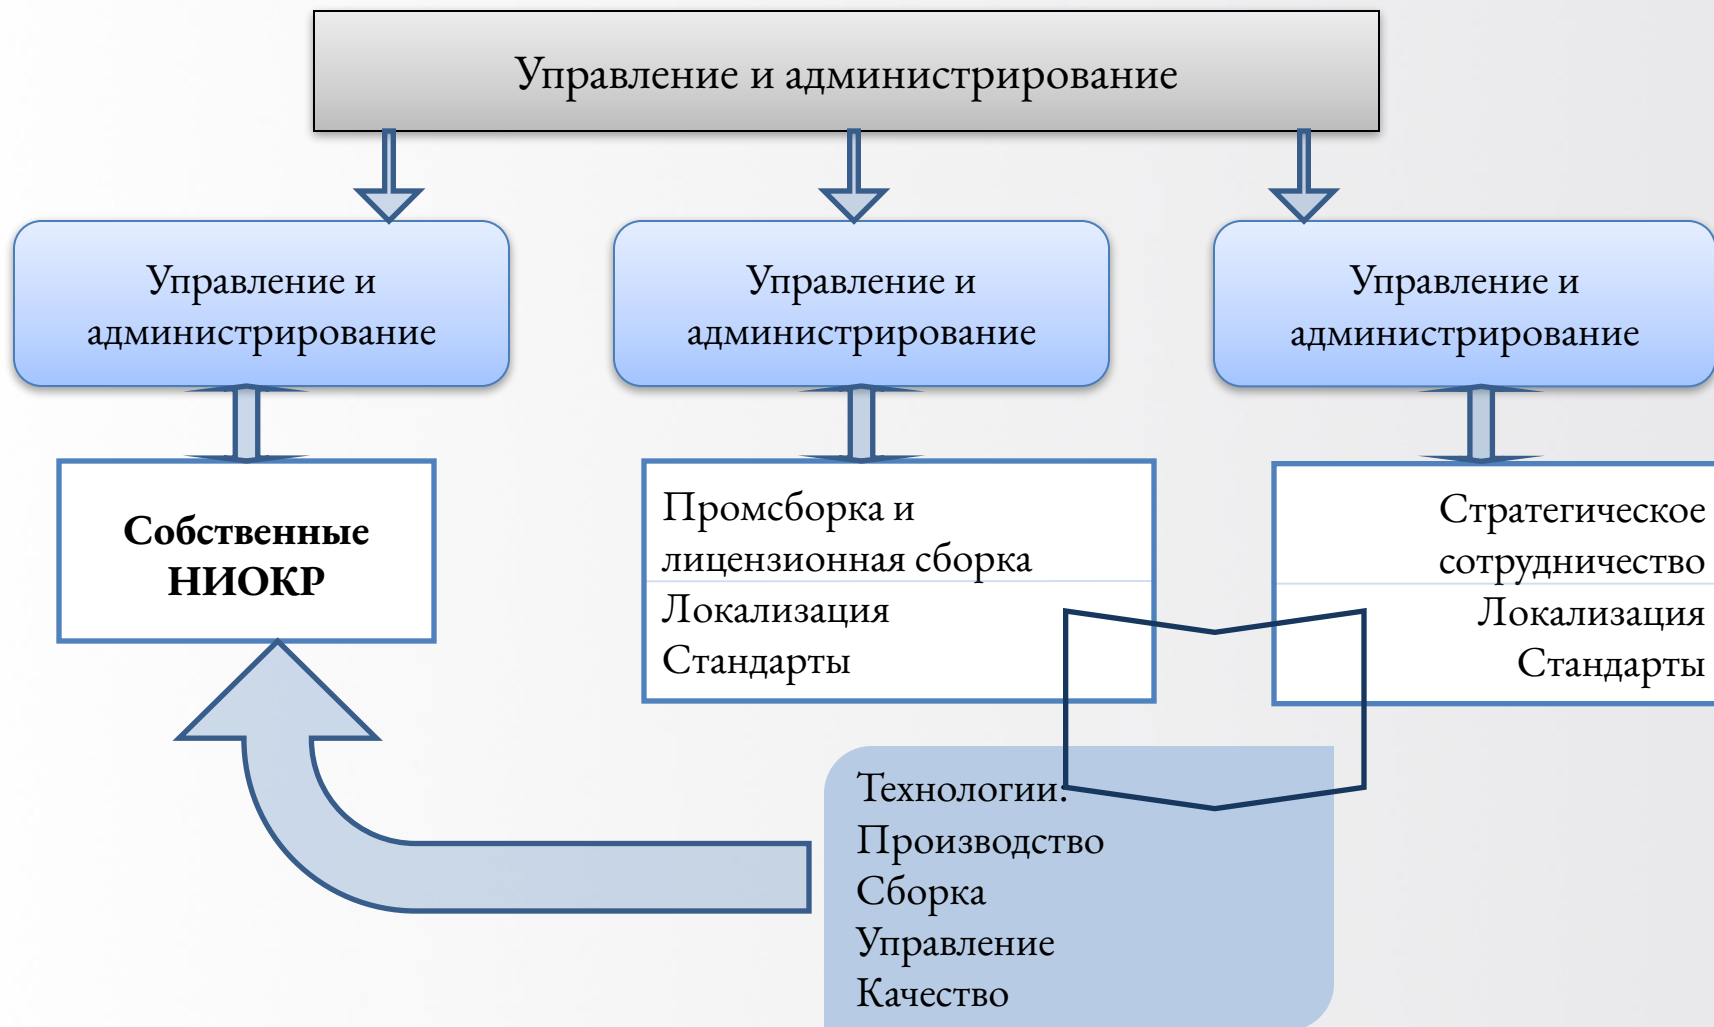 Управление и администрирование
Управление и
администрирование
Управление и
администрирование
Управление и
администрирование
Собственные
НИОКР
Промсборка и
лицензионная сборка
Локализация
Стандарты
Стратегическое
сотрудничество
Локализация
Стандарты
Технологии:
Производство
Сборка
Управление
Качество